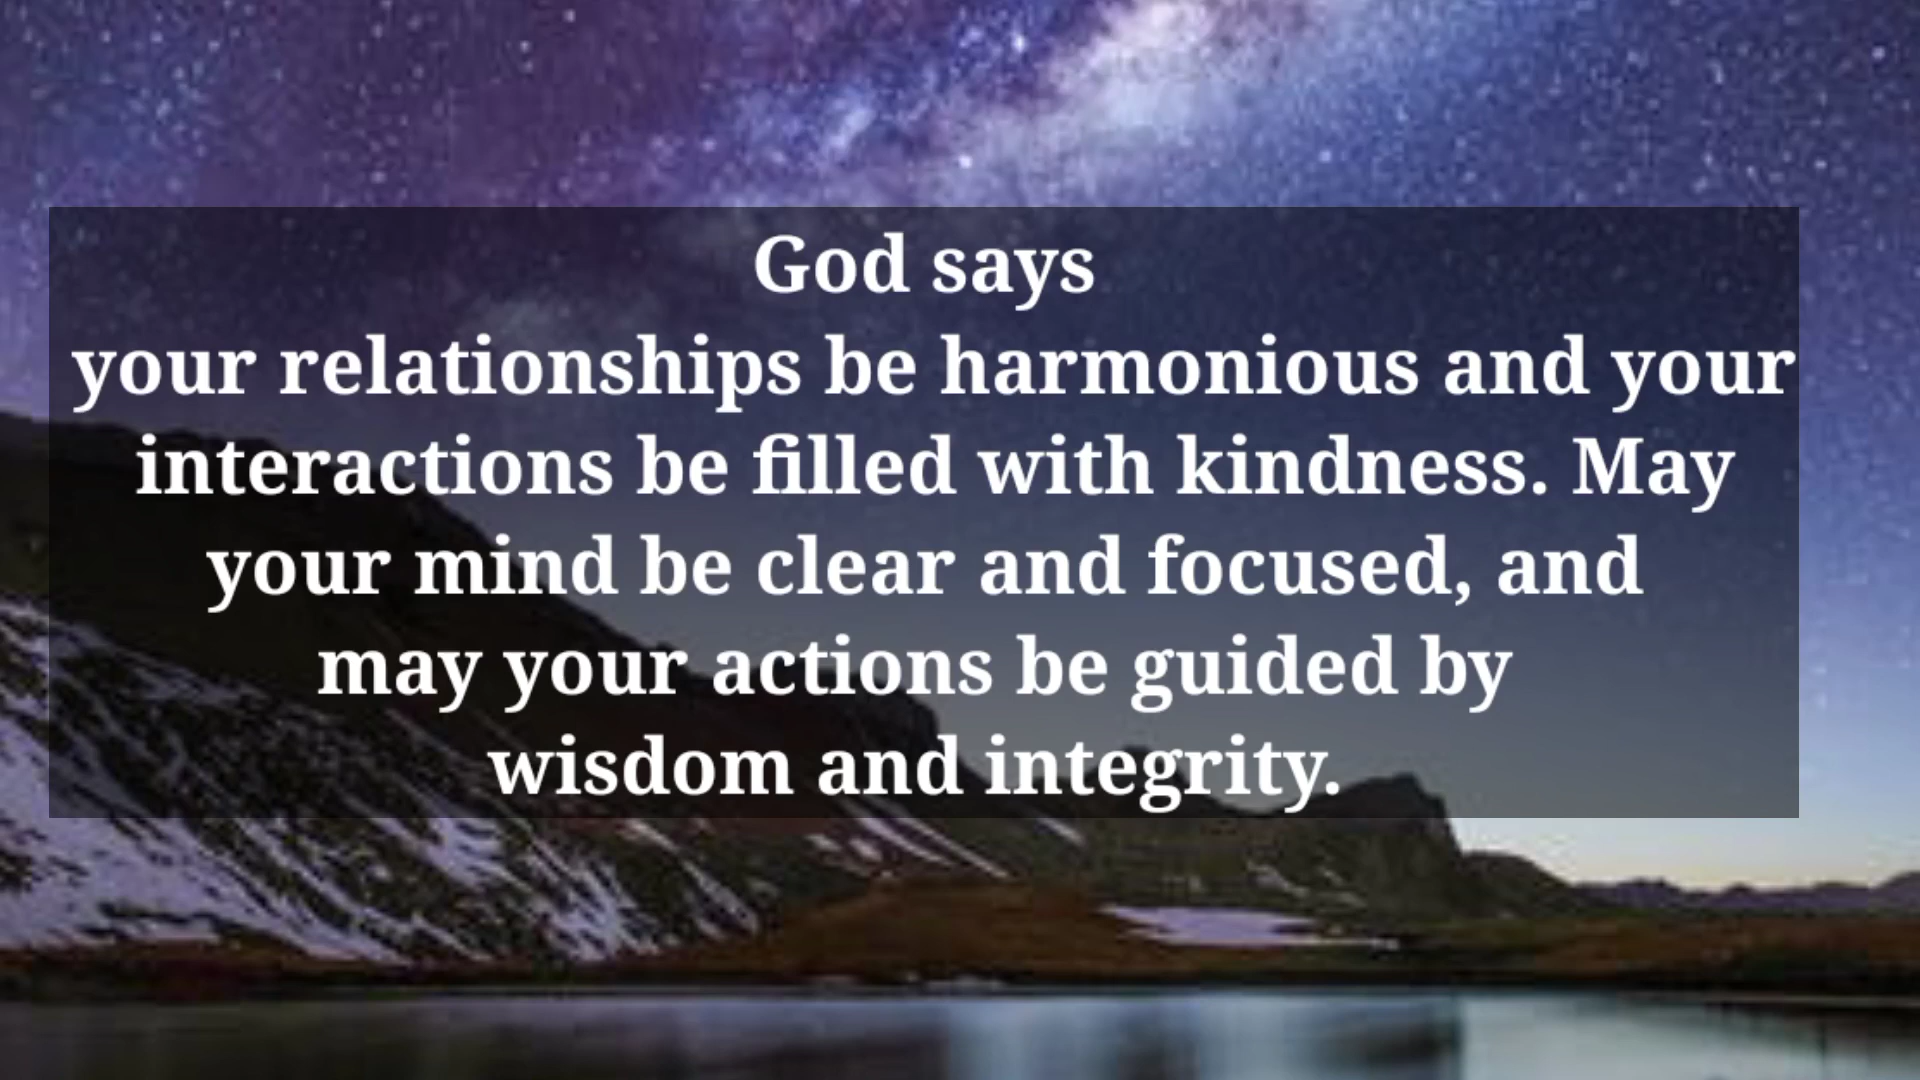 God says
your relationships be harmonious and your
interactions be filled with kindness. May
your mind be clear and focused, and
may your actions be guided by
wisdom and integrity.